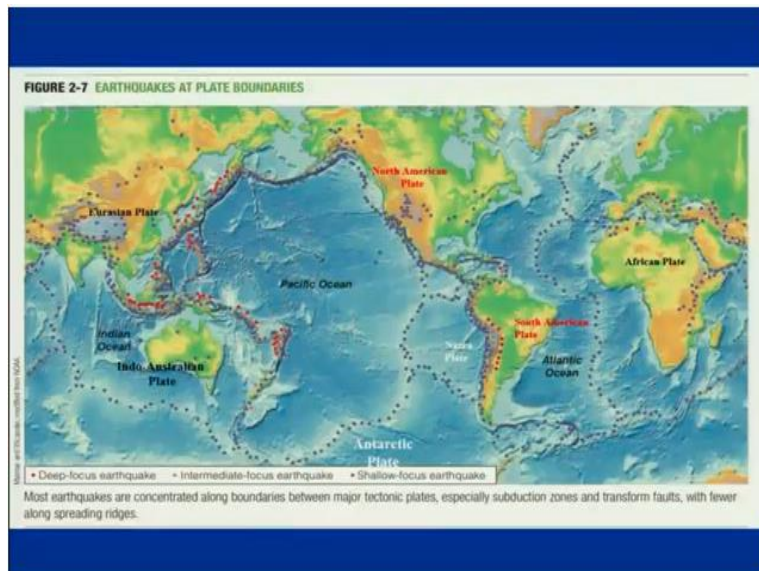 FIGURE 2-7 EARTHQUAKES AT PLATE BOUNDARIES
North American
Plate
Eurasian Plate
African Plate
Pacific Ocean
South American
Plate
Indian
Ocean
Nazca
Plate
Atlantic
Ocean
Indo-Australian
Plate
Antarctic
Plate
• Deep-focus earthquake • Intermediate-focus earthquake • Shallow-focus earthquake
Most earthquakes are concentrated along boundaries between major tectonic plates, especially subduction zones and transform faults, with fewer
along spreading ridges.